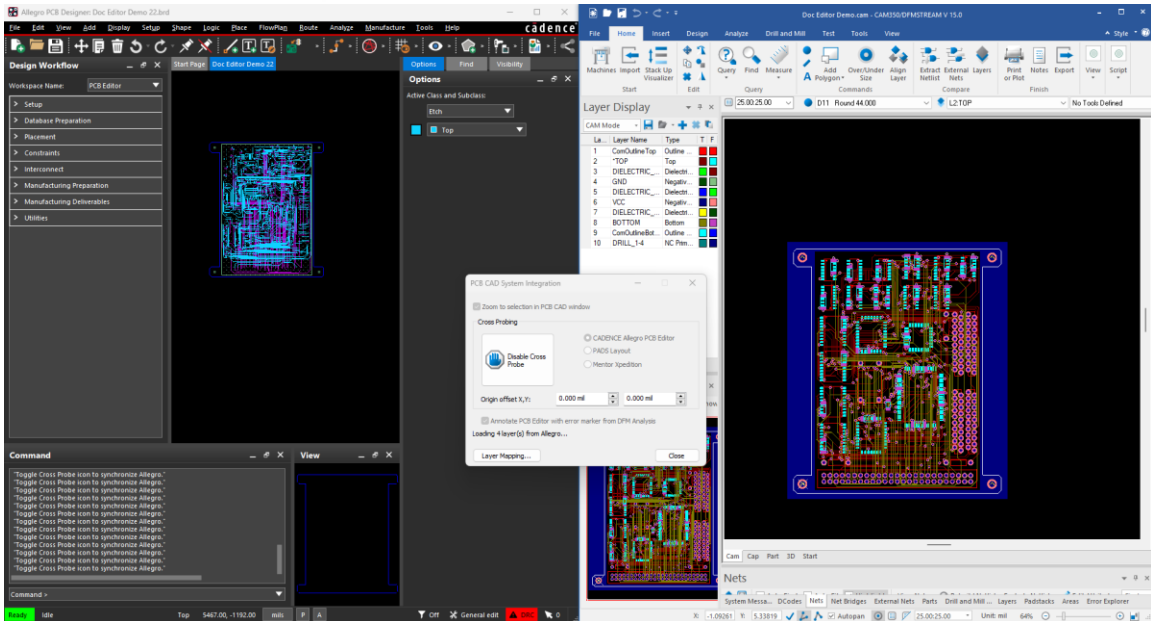 Allegro PCB Designer: Doc Editor Demo 22.brd
File Edit View Add Display Setup Shape Logic Place FlowPlan Route Analyze Manufacture Tools Help
cādence
Design Workflow
Workspace Name: PCB Editor
> Setup
> Database Preparation
> Placement
> Constraints
> Interconnect
> Manufacturing Preparation
> Manufacturing Deliverables
> Utilities
Start Page Doc Editor Demo 22
Options Find Visibility
Options
Active Class and Subclass:
Etch
Top
Command
"Toggle Cross Probe icon to synchronize Allegro."
"Toggle Cross Probe icon to synchronize Allegro."
"Toggle Cross Probe icon to synchronize Allegro."
"Toggle Cross Probe icon to synchronize Allegro."
"Toggle Cross Probe icon to synchronize Allegro."
"Toggle Cross Probe icon to synchronize Allegro."
"Toggle Cross Probe icon to synchronize Allegro."
"Toggle Cross Probe icon to synchronize Allegro."
"Toggle Cross Probe icon to synchronize Allegro."
"Toggle Cross Probe icon to synchronize Allegro."
"Toggle Cross Probe icon to synchronize Allegro."
"Toggle Cross Probe icon to synchronize Allegro."
"Toggle Cross Probe icon to synchronize Allegro."
Command >
View
Ready Idle Top 5467.00, -1192.00 mils P A Off General edit DRC 0
PCB CAD System Integration
Zoom to selection in PCB CAD window
Cross Probing
Disable Cross Probe
CADENCE Allegro PCB Editor
PADS Layout
Mentor Xpedition
Origin offset X,Y: 0.000 mil 0.000 mil
Annotate PCB Editor with error marker from DFM Analysis
Loading 4 layer(s) from Allegro...
Layer Mapping... Close
Doc Editor Demo.cam - CAM350/DFMSTREAM V 15.0
File Home Insert Design Analyze Drill and Mill Test Tools View Style
Machines Import Stack Up Visualizer
Query Find Measure
Add Polygon Over/Under Size Align Layer
Extract Netlist External Nets Layers
Print or Plot Notes Export View Script
Start Edit Query Commands Compare Finish
Layer Display
25.00:25.00 D11 Round 44.000 L2:TOP No Tools Defined
CAM Mode
La... Layer Name Type T F
1 ComOutlineTop Outline ...
2 *TOP Top
3 DIELECTRIC_... Dielectri...
4 GND Negativ...
5 DIELECTRIC_... Dielectri...
6 VCC Negativ...
7 DIELECTRIC_... Dielectri...
8 BOTTOM Bottom
9 ComOutlineBot... Outline ...
10 DRILL_1-4 NC Prim...
Cam Cap Part 3D Start
Nets
System Messa... DCodes Nets Net Bridges External Nets Parts Drill and Mill ... Layers Padstacks Areas Error Explorer
X: -1.09261 Y: 5.33819 Autopan 25.00:25.00 Unit: mil 64%